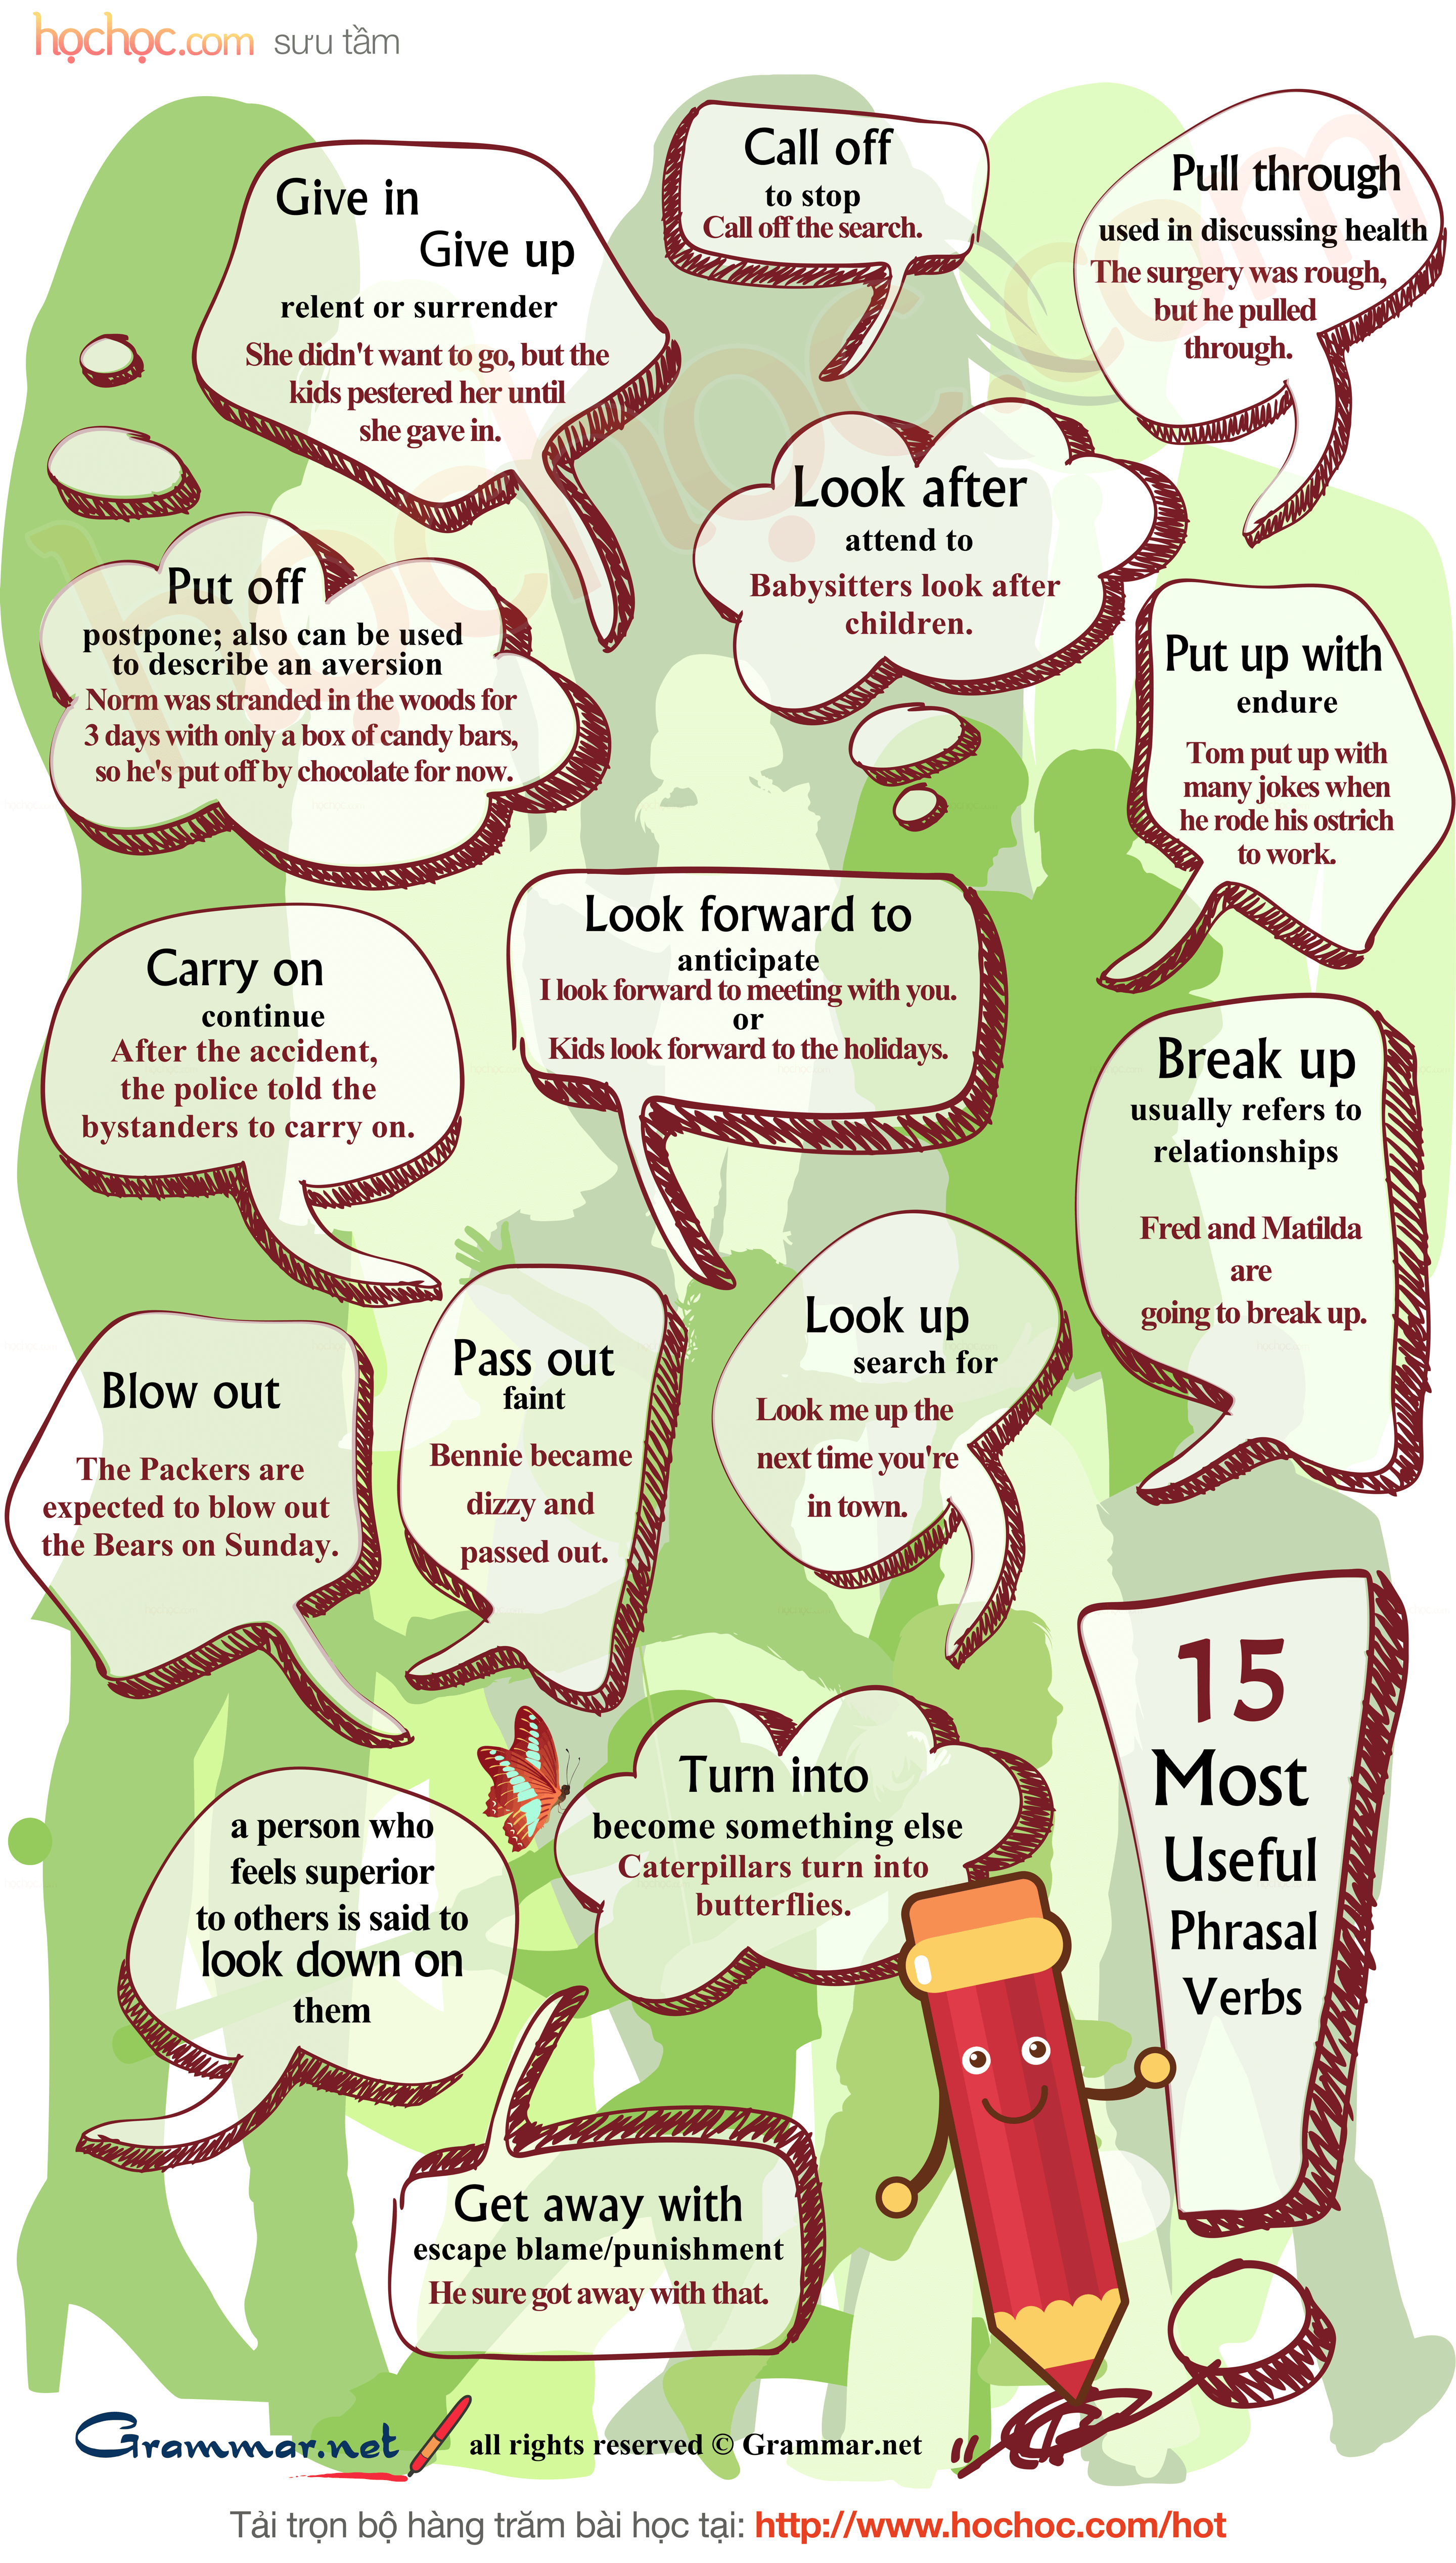 họchọc.com sưu tầm
Give in
Give up
relent or surrender
She didn't want to go, but the
kids pestered her until
she gave in.
Call off
to stop
Call off the search.
Pull through
used in discussing health
The surgery was rough,
but he pulled
through.
Look after
attend to
Babysitters look after
children.
Put off
postpone; also can be used
to describe an aversion
Norm was stranded in the woods for
3 days with only a box of candy bars,
so he's put off by chocolate for now.
Put up with
endure
Tom put up with
many jokes when
he rode his ostrich
to work.
Look forward to
anticipate
I look forward to meeting with you.
or
Kids look forward to the holidays.
Carry on
continue
After the accident,
the police told the
bystanders to carry on.
Break up
usually refers to
relationships
Fred and Matilda
are
going to break up.
Look up
search for
Look me up the
next time you're
in town.
Pass out
faint
Bennie became
dizzy and
passed out.
Blow out
The Packers are
expected to blow out
the Bears on Sunday.
15
Most
Useful
Phrasal
Verbs
Turn into
become something else
Caterpillars turn into
butterflies.
a person who
feels superior
to others is said to
look down on
them
Get away with
escape blame/punishment
He sure got away with that.
Grammar.net
all rights reserved © Grammar.net
Tải trọn bộ hàng trăm bài học tại: http://www.hochoc.com/hot
họchọc.com